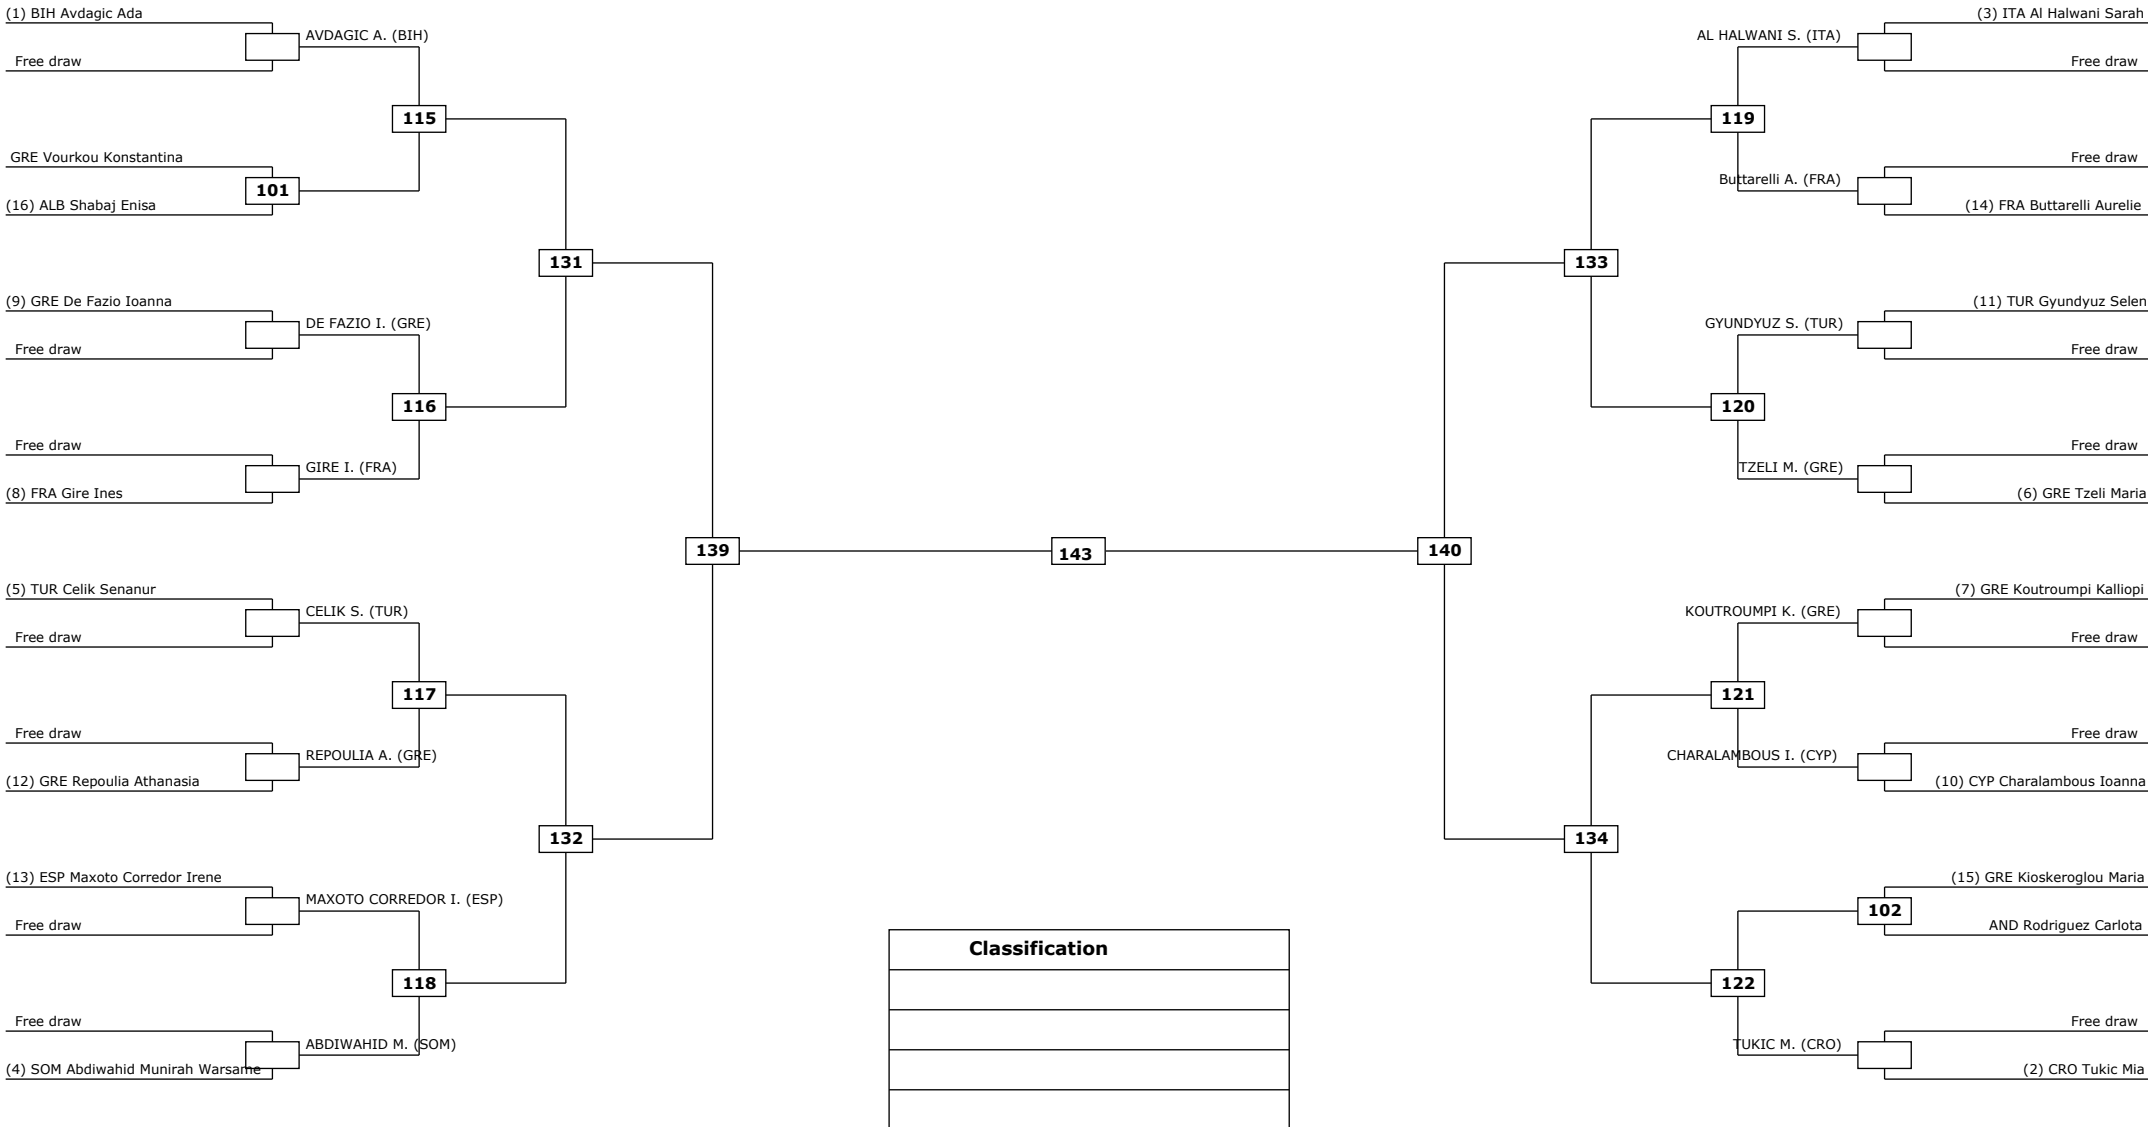 (1) BIH Avdagic Ada
AVDAGIC A. (BIH)
Free draw
115
GRE Vourkou Konstantina
101
(16) ALB Shabaj Enisa
131
(9) GRE De Fazio Ioanna
DE FAZIO I. (GRE)
Free draw
116
Free draw
GIRE I. (FRA)
(8) FRA Gire Ines
139
(5) TUR Celik Senanur
CELIK S. (TUR)
Free draw
117
Free draw
REPOULIA A. (GRE)
(12) GRE Repoulia Athanasia
132
(13) ESP Maxoto Corredor Irene
MAXOTO CORREDOR I. (ESP)
Free draw
118
Free draw
ABDIWAHID M. (SOM)
(4) SOM Abdiwahid Munirah Warsame
143
Classification
(3) ITA Al Halwani Sarah
AL HALWANI S. (ITA)
Free draw
119
Free draw
Buttarelli A. (FRA)
(14) FRA Buttarelli Aurelie
133
(11) TUR Gyundyuz Selen
GYUNDYUZ S. (TUR)
Free draw
120
Free draw
TZELI M. (GRE)
(6) GRE Tzeli Maria
140
(7) GRE Koutroumpi Kalliopi
KOUTROUMPI K. (GRE)
Free draw
121
Free draw
CHARALAMBOUS I. (CYP)
(10) CYP Charalambous Ioanna
134
(15) GRE Kioskeroglou Maria
102
AND Rodriguez Carlota
122
Free draw
TUKIC M. (CRO)
(2) CRO Tukic Mia